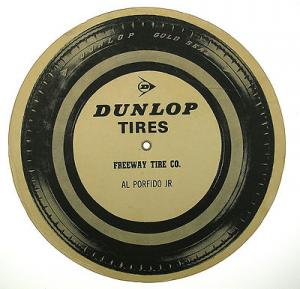 DUNLOP GOLD SEAL
D
DUNLOP
TIRES
FREEWAY TIRE CO.
AL PORFIDO JR